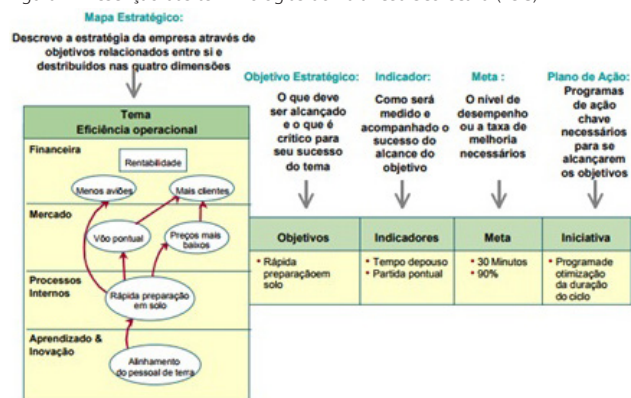 Mapa Estratégico:
Descreve a estratégia da empresa através de
objetivos relacionados entre si e
destribuídos nas quatro dimensões
Objetivo Estratégico:
O que deve
ser alcançado
e o que é
crítico para
seu sucesso
do tema
Indicador:
Como será
medido e
acompanhado o
sucesso do
alcance do
objetivo
Meta :
O nível de
desempenho
ou a taxa de
melhoria
necessários
Plano de Ação:
Programas
de ação
chave
necessários
para se
alcançarem
os objetivos
Tema
Eficiência operacional
Financeira
Rentabilidade
Menos aviões
Mais clientes
Mercado
Vôo pontual
Preços mais
baixos
Processos
Internos
Rápida preparação
em solo
Aprendizado &
Inovação
Alinhamento
do pessoal de terra
Objetivos
Indicadores
Meta
Iniciativa
• Rápida
preparaçãoem
solo
• Tempo depouso
• Partida pontual
• 30 Minutos
• 90%
• Programade
otimização
da duração
do ciclo